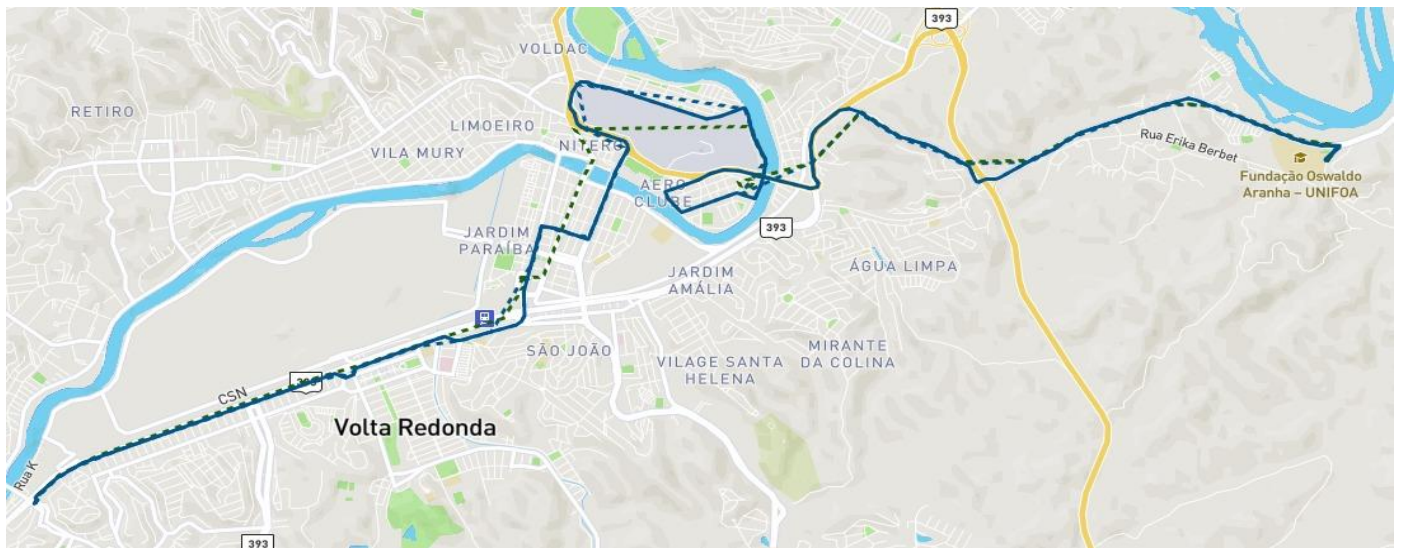 393
VOLDAC
RETIRO
LIMOEIRO
VILA MURY
NITERÓ
Rua Erika Berbet
Fundação Oswaldo
Aranha – UNIFOA
AERO
CLUBE
393
JARDIM
PARAÍBA
JARDIM
AMÁLIA
ÁGUA LIMPA
SÃO JOÃO
VILAGE SANTA
HELENA
MIRANTE
DA COLINA
393
CSN
Volta Redonda
Rua K
393